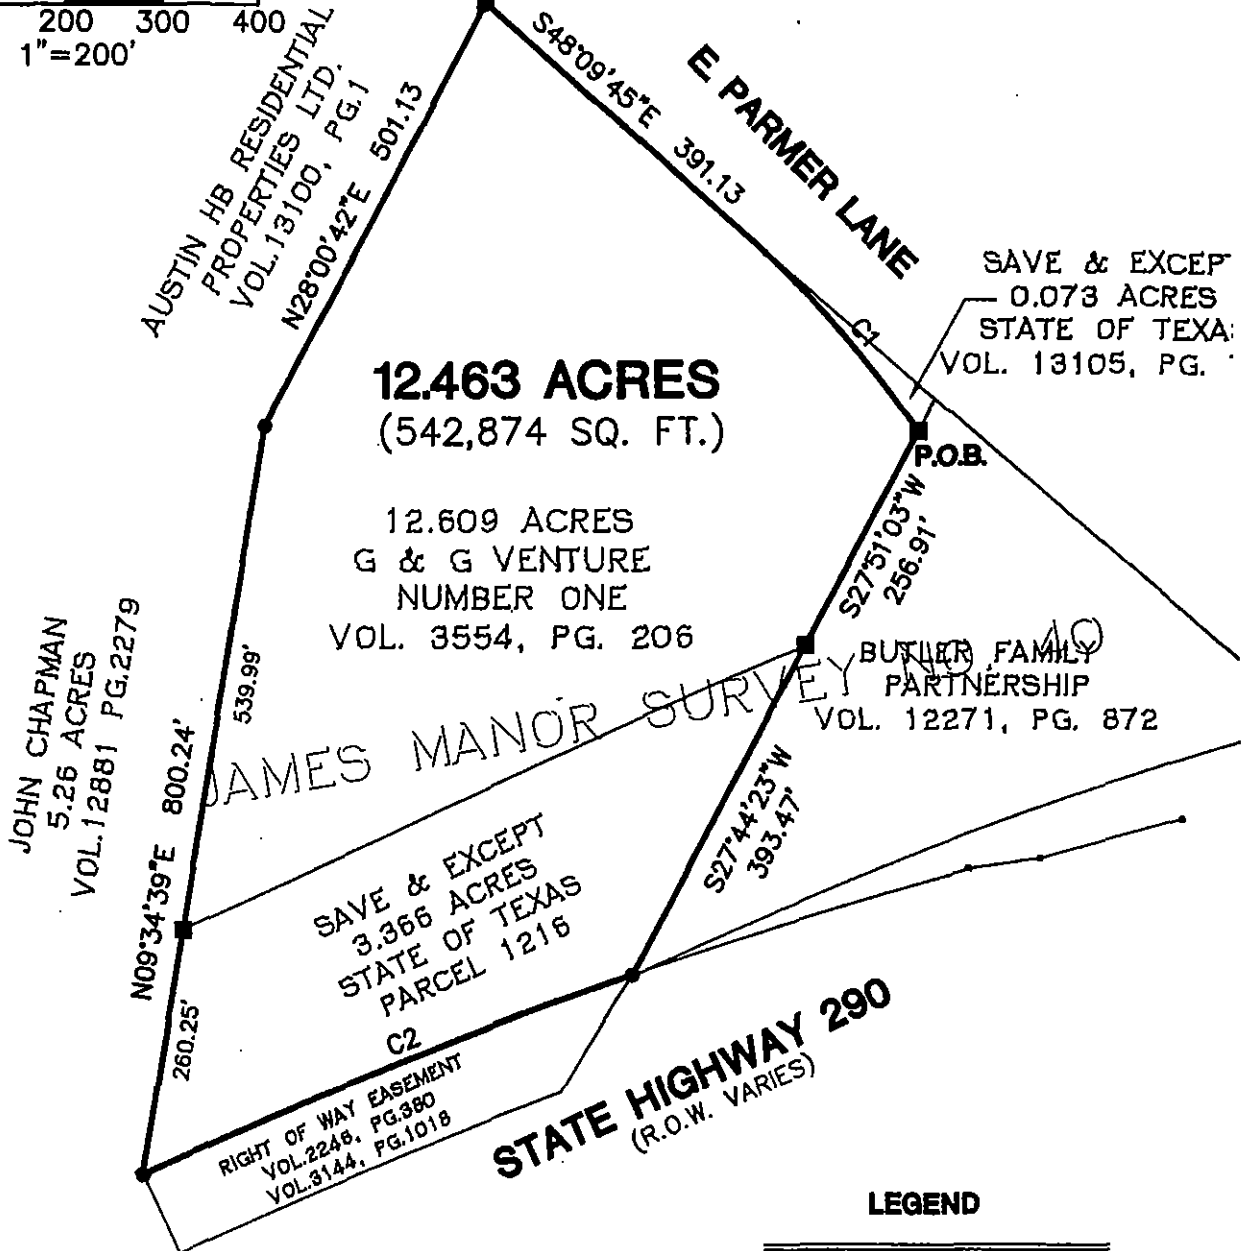 200 300 400
1"=200'
AUSTIN HB RESIDENTIAL
PROPERTIES LTD.
VOL.13100, PG.1
N28°00'42"E 501.13
S48°09'45"E 391.13
E PARMER LANE
C1
SAVE & EXCEP
0.073 ACRES
STATE OF TEXA
VOL. 13105, PG.
12.463 ACRES
(542,874 SQ. FT.)
P.O.B.
12.609 ACRES
G & G VENTURE
NUMBER ONE
VOL. 3554, PG. 206
S27°51'03"W
256.91'
JOHN CHAPMAN
5.26 ACRES
VOL.12881 PG.2279
539.99'
N09°34'39"E 800.24'
260.25'
JAMES MANOR SURVEY NO. 40
BUTLER FAMILY
PARTNERSHIP
VOL. 12271, PG. 872
S27°44'23"W
393.47'
SAVE & EXCEPT
3.366 ACRES
STATE OF TEXAS
PARCEL 1216
C2
RIGHT OF WAY EASEMENT
VOL.2246, PG.380
VOL.3144, PG.1018
STATE HIGHWAY 290
(R.O.W. VARIES)
LEGEND